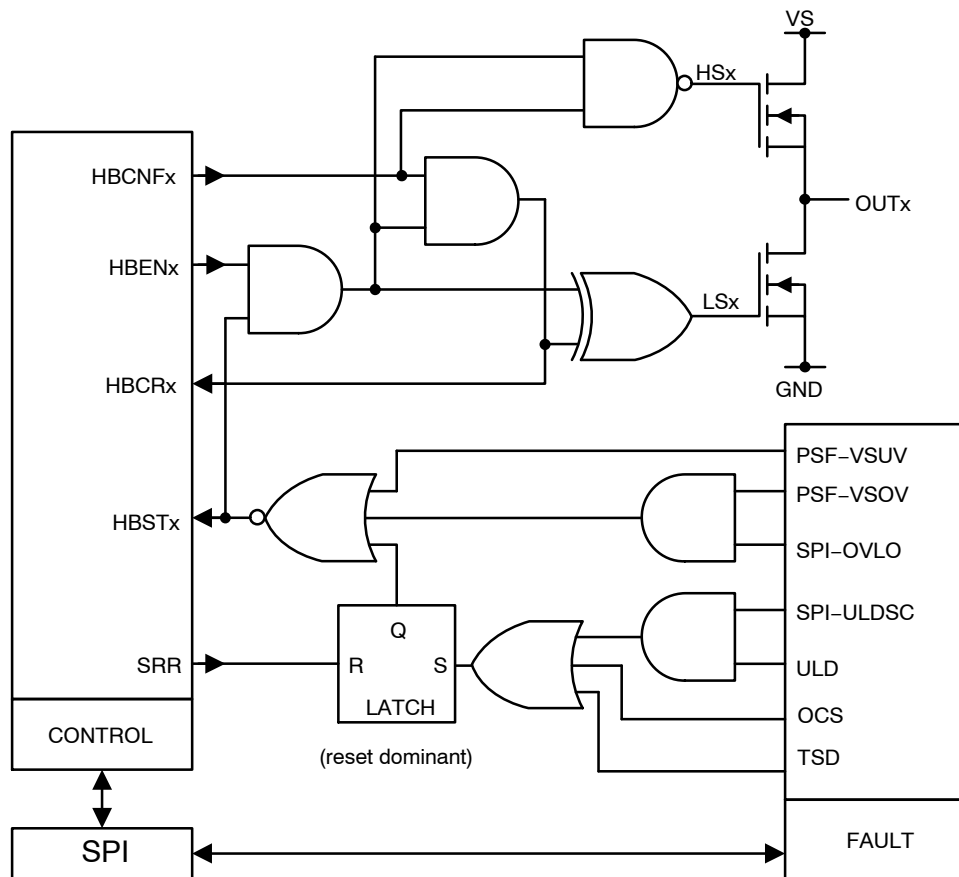 VS
HSx
HBCNFx
OUTx
HBENx
LSx
HBCRx
GND
PSF–VSUV
PSF–VSOV
HBSTx
SPI–OVLO
SPI–ULDSC
Q
SRR
R
S
ULD
LATCH
OCS
CONTROL
(reset dominant)
TSD
SPI
FAULT